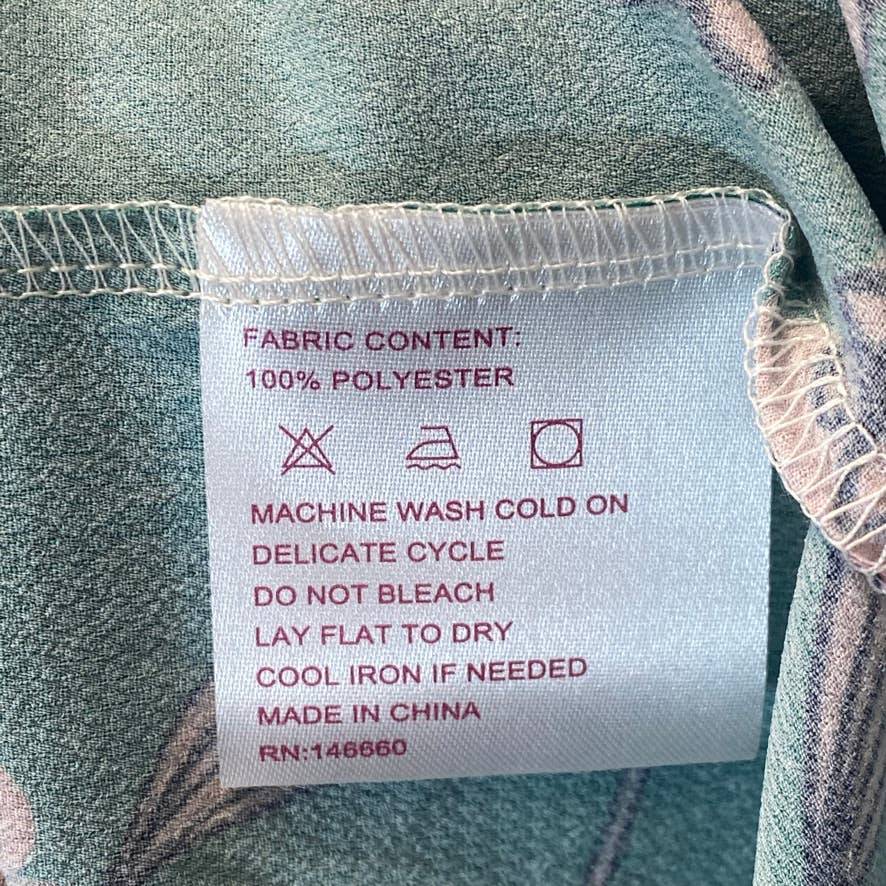 FABRIC CONTENT:
100% POLYESTER
MACHINE WASH COLD ON
DELICATE CYCLE
DO NOT BLEACH
LAY FLAT TO DRY
COOL IRON IF NEEDED
MADE IN CHINA
RN:146660